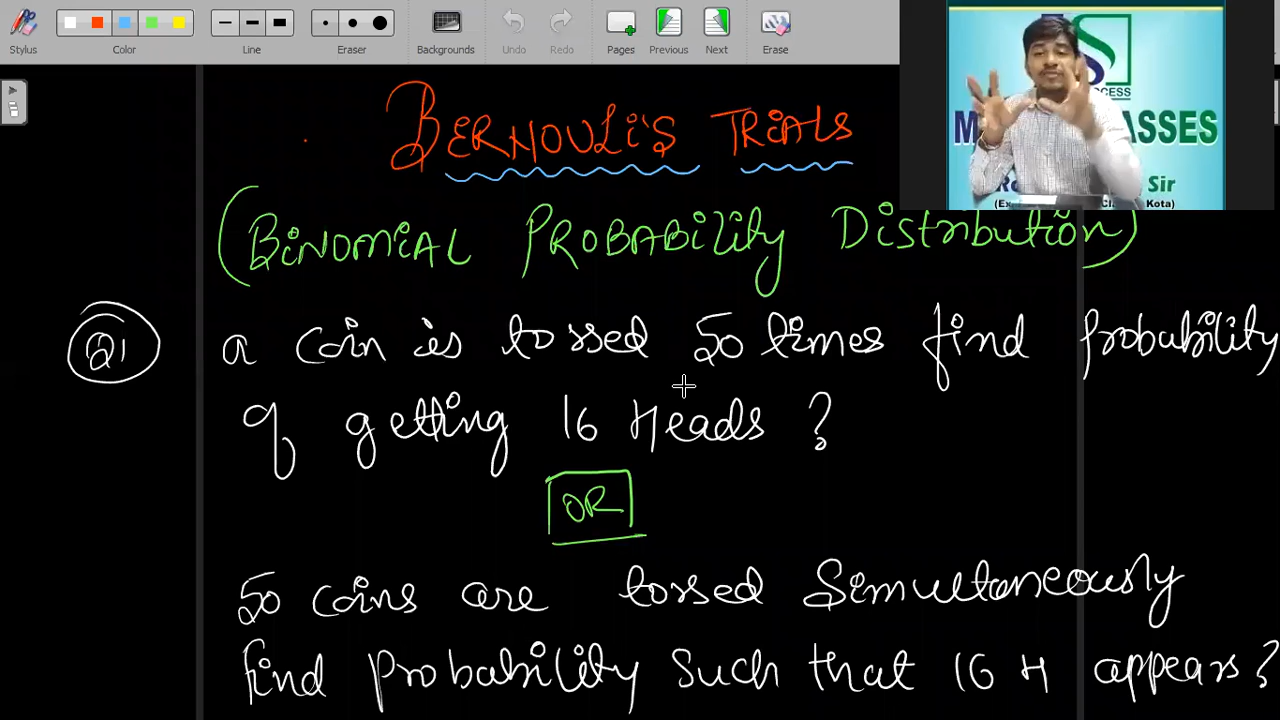 Stylus
Color
Line
Eraser
Backgrounds
Undo
Redo
Pages
Previous
Next
Erase
BERNOULI'S TRIALS
(BINOMIAL PROBABILITY DISTRIBUTION)
Q1 a coin is tossed 50 times find probability
of getting 16 Heads ?
OR
50 coins are tossed Simultaneously
find probability such that 16 H appears?
ASSES
Sir
Kota)